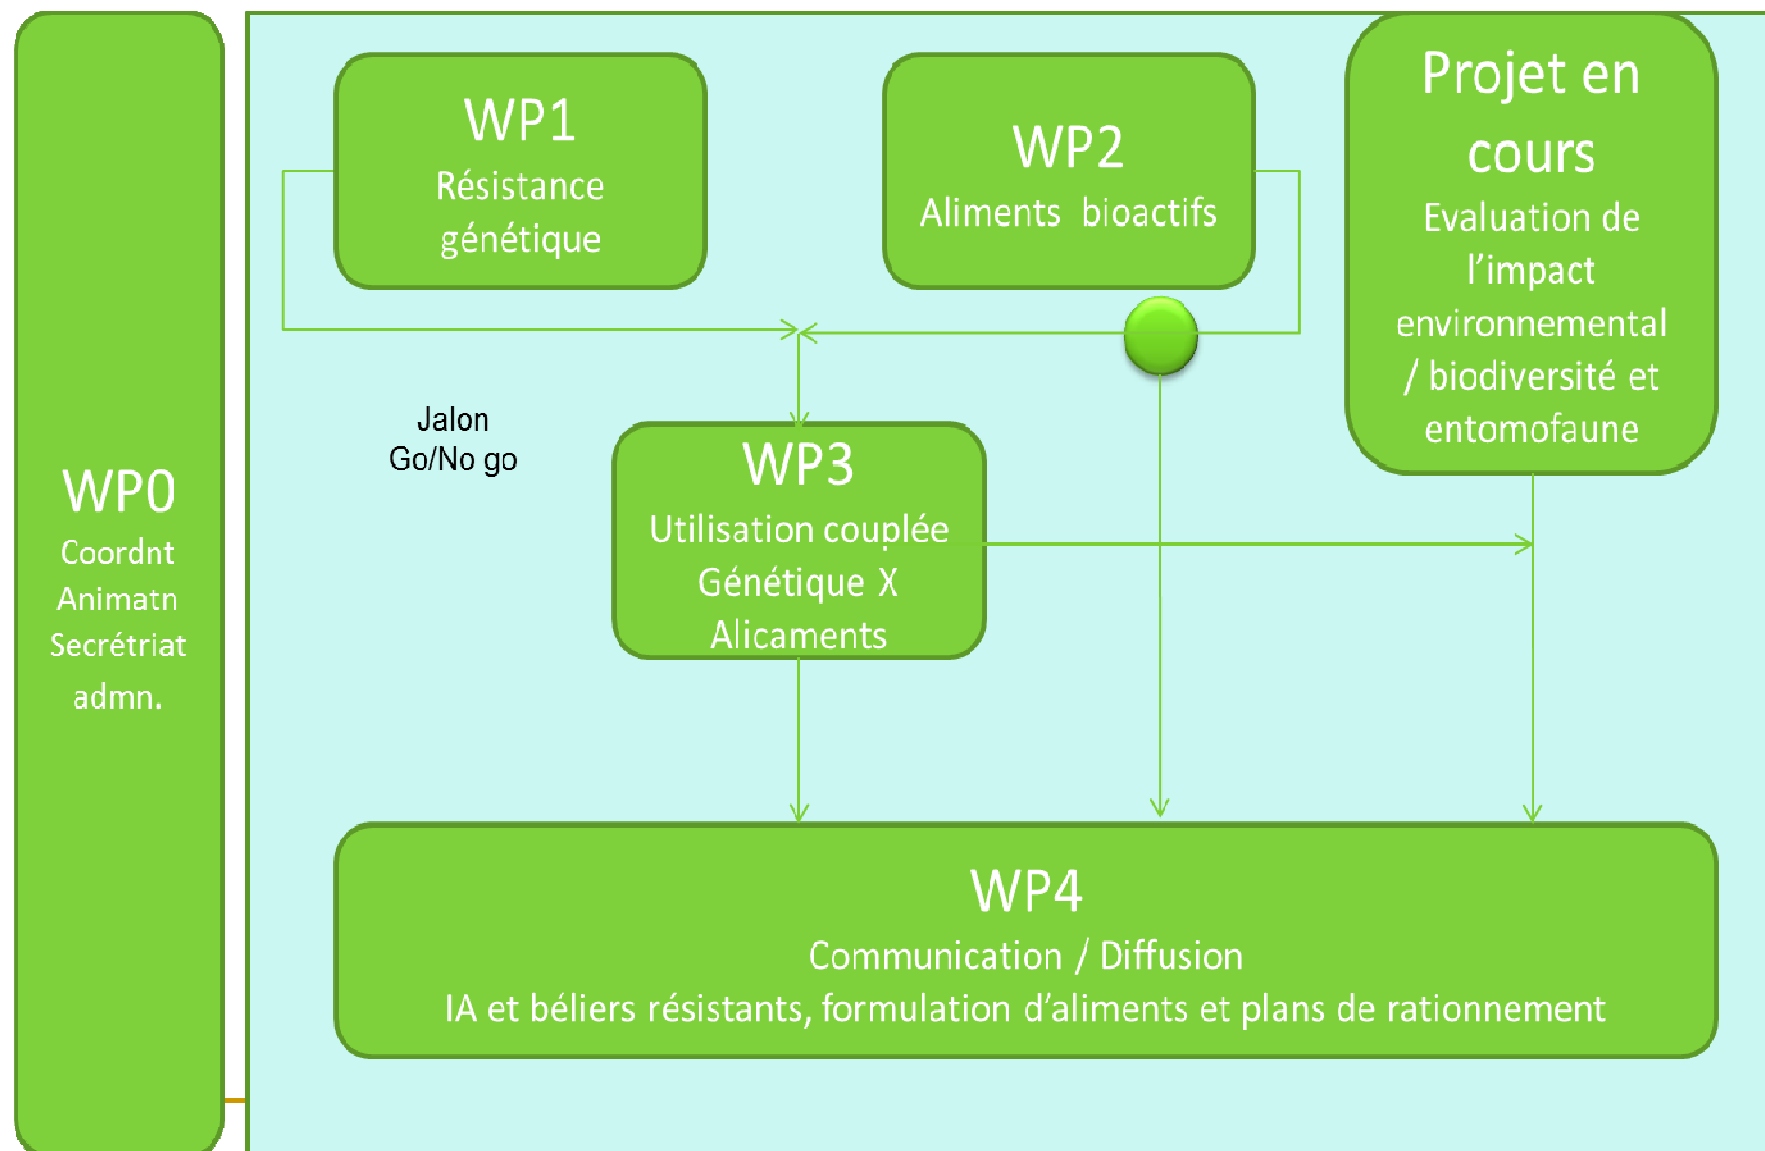 WP0
Coordnt
Animatn
Secrétriat
admn.
WP1
Résistance
génétique
WP2
Aliments bioactifs
Projet en
cours
Evaluation de
l’impact
environnemental
/ biodiversité et
entomofaune
Jalon
Go/No go
WP3
Utilisation couplée
Génétique X
Alicaments
WP4
Communication / Diffusion
IA et béliers résistants, formulation d’aliments et plans de rationnement